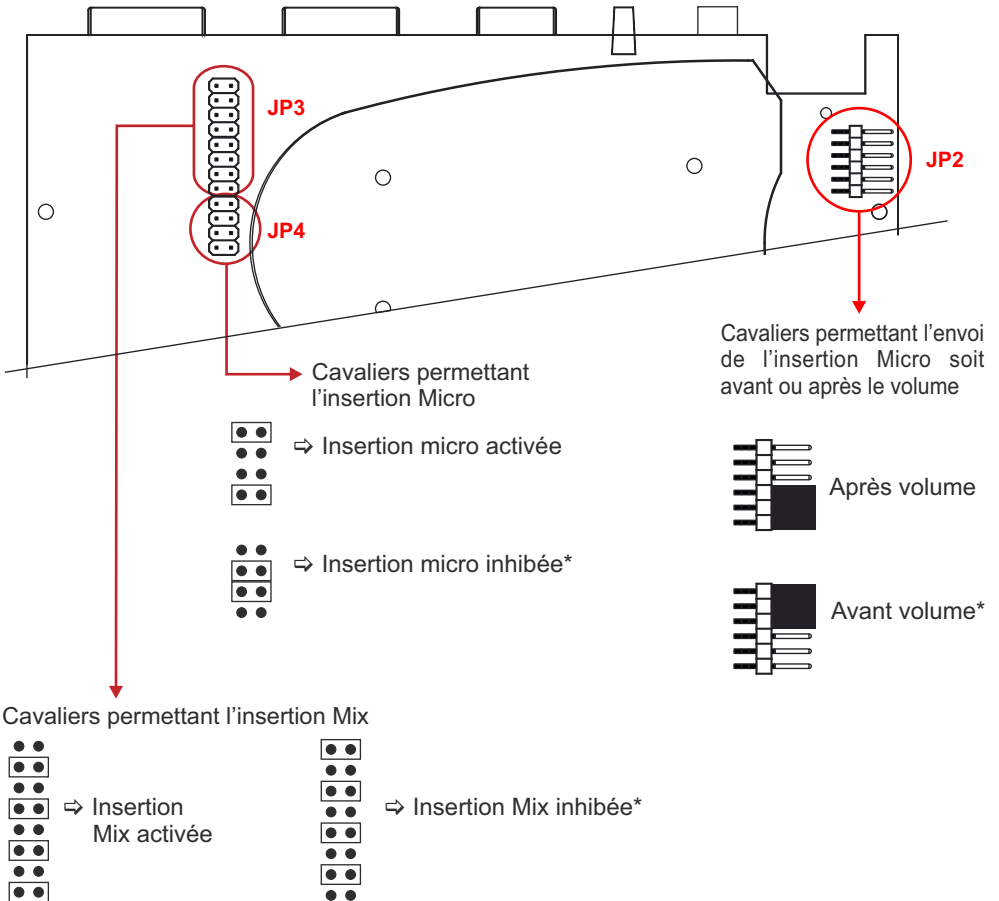 JP3
JP2
JP4
Cavaliers permettant l'envoi
de l'insertion Micro soit
avant ou après le volume
Cavaliers permettant
l'insertion Micro
⇨ Insertion micro activée
Après volume
⇨ Insertion micro inhibée*
Avant volume*
Cavaliers permettant l'insertion Mix
⇨ Insertion
Mix activée
⇨ Insertion Mix inhibée*